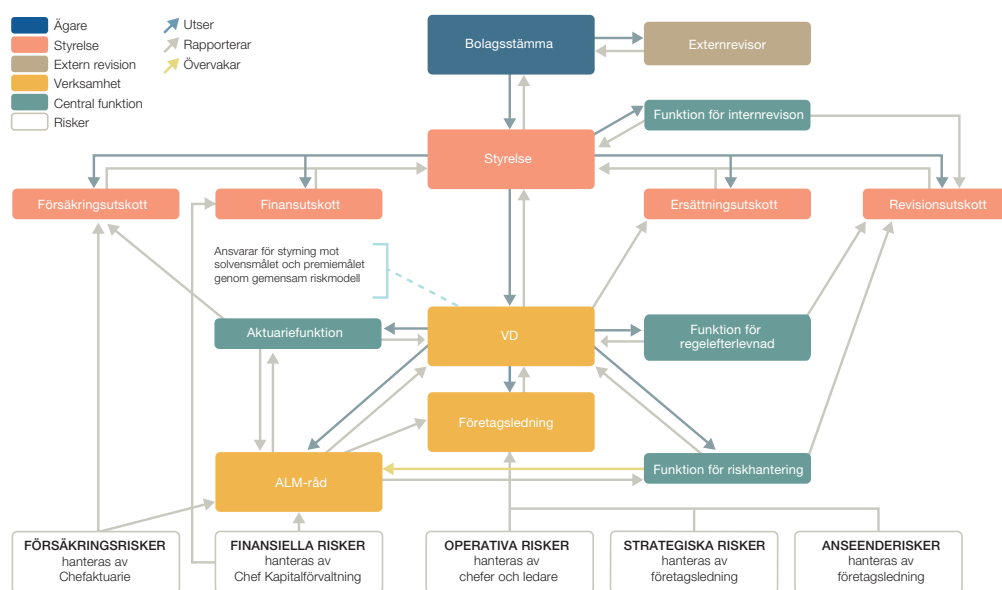 Ägare
Styrelse
Extern revision
Verksamhet
Central funktion
Risker
Utser
Rapporterar
Övervakar
Bolagsstämma
Externrevisor
Funktion för internrevison
Styrelse
Försäkringsutskott
Finansutskott
Ersättningsutskott
Revisionsutskott
Ansvarar för styrning mot
solvensmålet och premiemålet
genom gemensam riskmodell
Aktuariefunktion
VD
Funktion för
regelefterlevnad
Företagsledning
ALM-råd
Funktion för riskhantering
FÖRSÄKRINGSRISKER
hanteras av
Chefaktuarie
FINANSIELLA RISKER
hanteras av
Chef Kapitalförvaltning
OPERATIVA RISKER
hanteras av
chefer och ledare
STRATEGISKA RISKER
hanteras av
företagsledning
ANSEENDERISKER
hanteras av
företagsledning